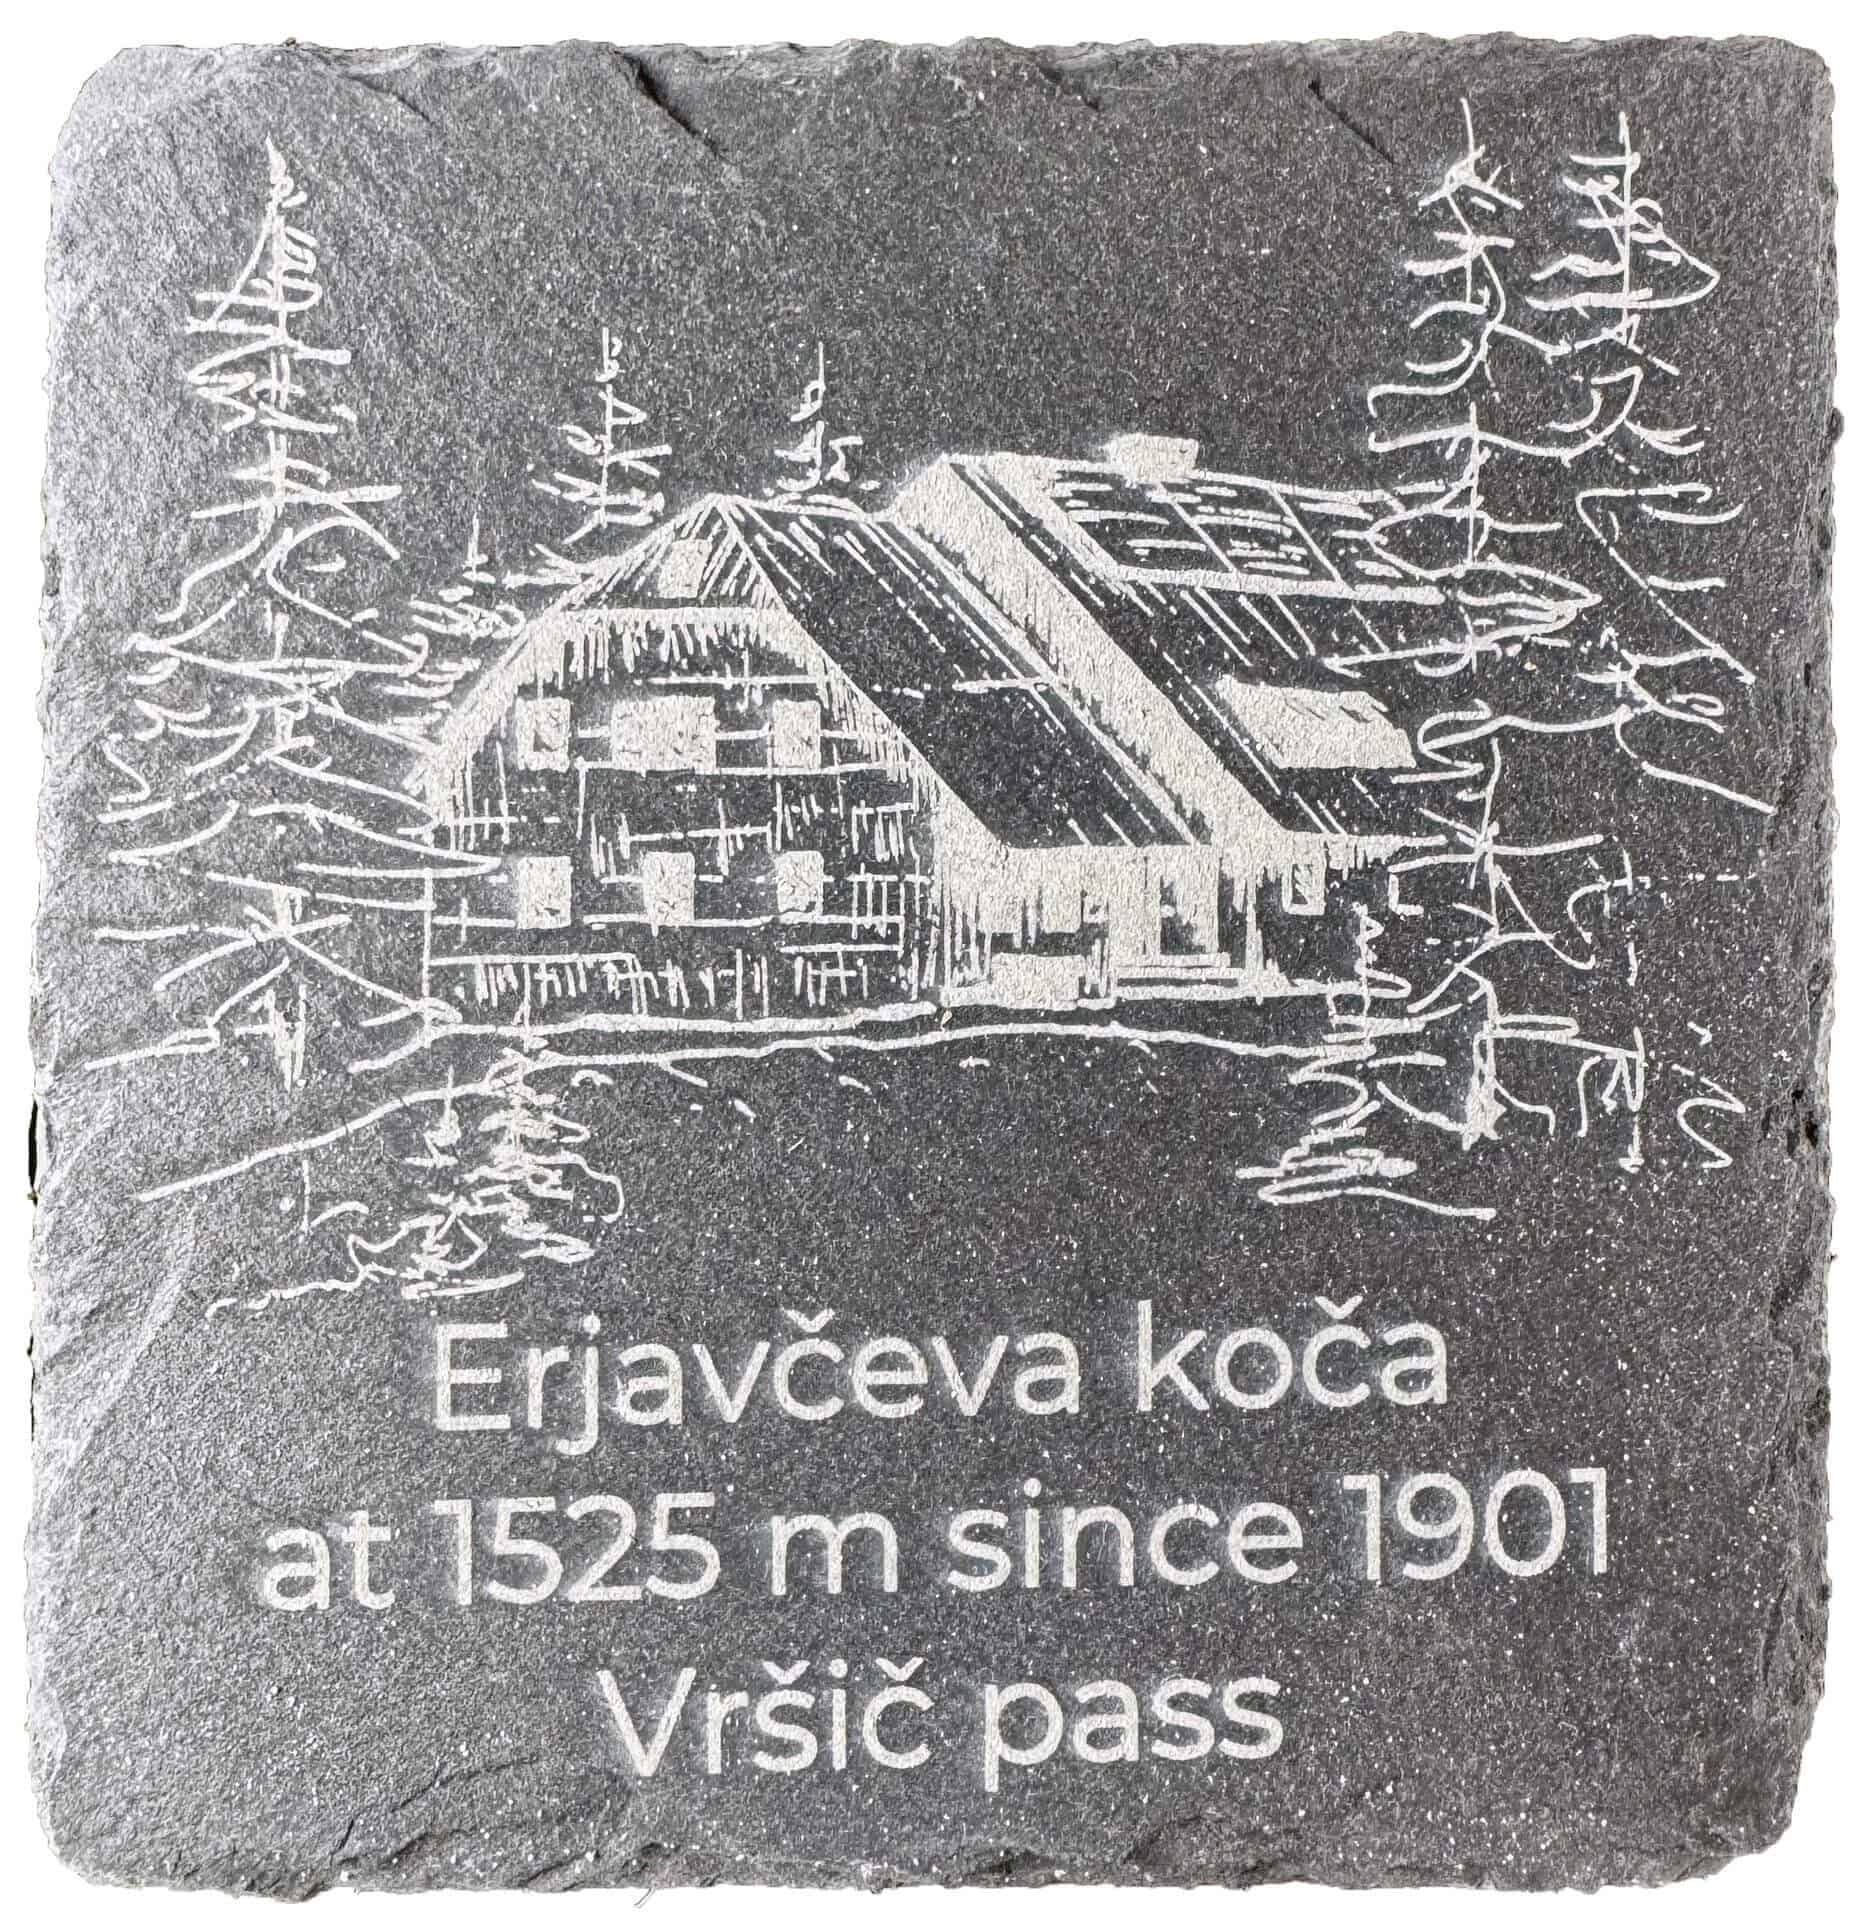 Erjavčeva koča
at 1525 m since 1901
Vršič pass